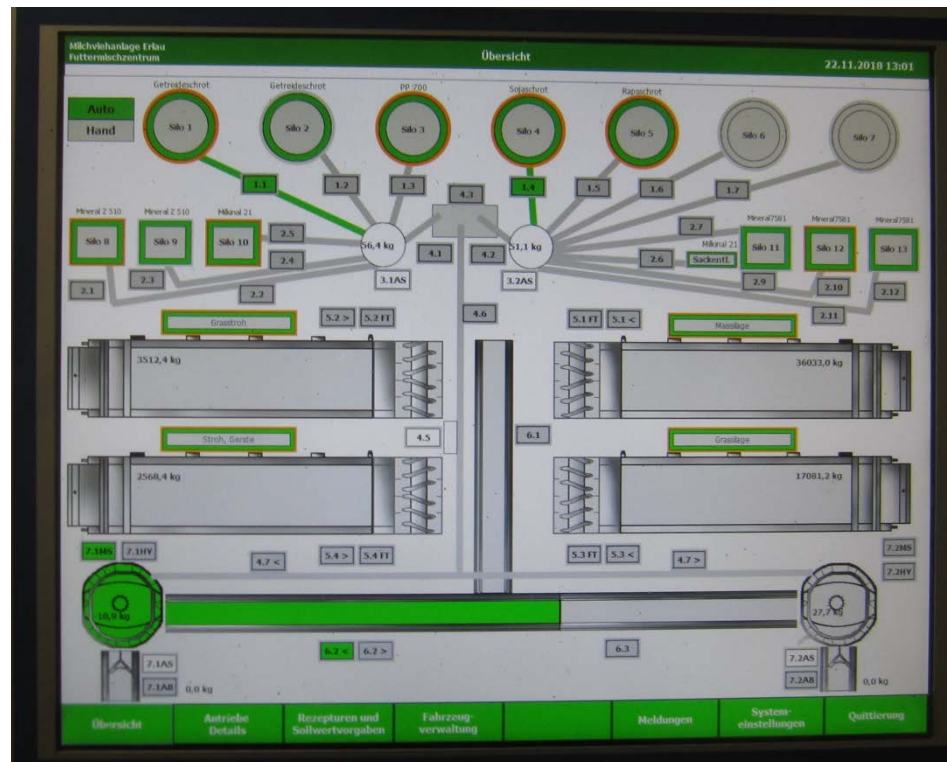 Milchviehanlage Erlau
Futtermischzentrum
Übersicht
22.11.2018 13:01
Auto
Hand
Getreideschrot
Getreideschrot
PP 700
Sojaschrot
Rapsschrot
Silo 1
Silo 2
Silo 3
Silo 4
Silo 5
Silo 6
Silo 7
1.1
1.2
1.3
4.3
1.4
1.5
1.6
1.7
Mineral Z 510
Mineral Z 510
Milkinal 21
Mineral7581
Mineral7581
Mineral7581
Silo 8
Silo 9
Silo 10
2.5
56,4 kg
4.1
4.2
51,1 kg
2.7
Milkinal 21
Silo 11
Silo 12
Silo 13
2.4
2.6
Sackentl.
2.1
2.3
2.2
3.1AS
3.2AS
2.9
2.10
2.12
2.11
Grasstroh
5.2 >
5.2 FT
4.6
5.1 FT
5.1 <
Maissilage
3512,4 kg
36033,0 kg
Stroh, Gerste
4.5
6.1
Grassilage
2568,4 kg
17081,2 kg
7.1MS
7.1HY
4.7 <
5.4 >
5.4 FT
5.3 FT
5.3 <
4.7 >
7.2MS
7.2HY
-10,9 kg
27,7 kg
6.2 <
6.2 >
6.3
7.1AS
7.1AB
0,0 kg
7.2AS
7.2AB
0,0 kg
Übersicht
Antriebe
Details
Rezepturen und
Sollwertvorgaben
Fahrzeug-
verwaltung
Meldungen
System-
einstellungen
Quittierung